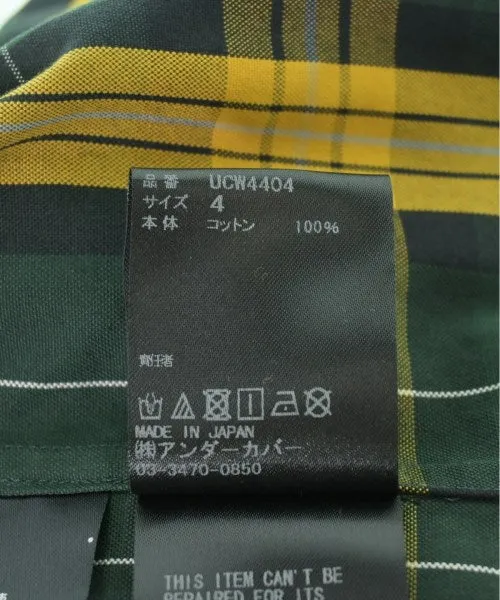 品番 UCW4404
サイズ 4
本体 コットン 100%
責任者
MADE IN JAPAN
㈱アンダーカバー
03-3470-0850
THIS ITEM CAN'T BE
REPAIRED FOR ITS